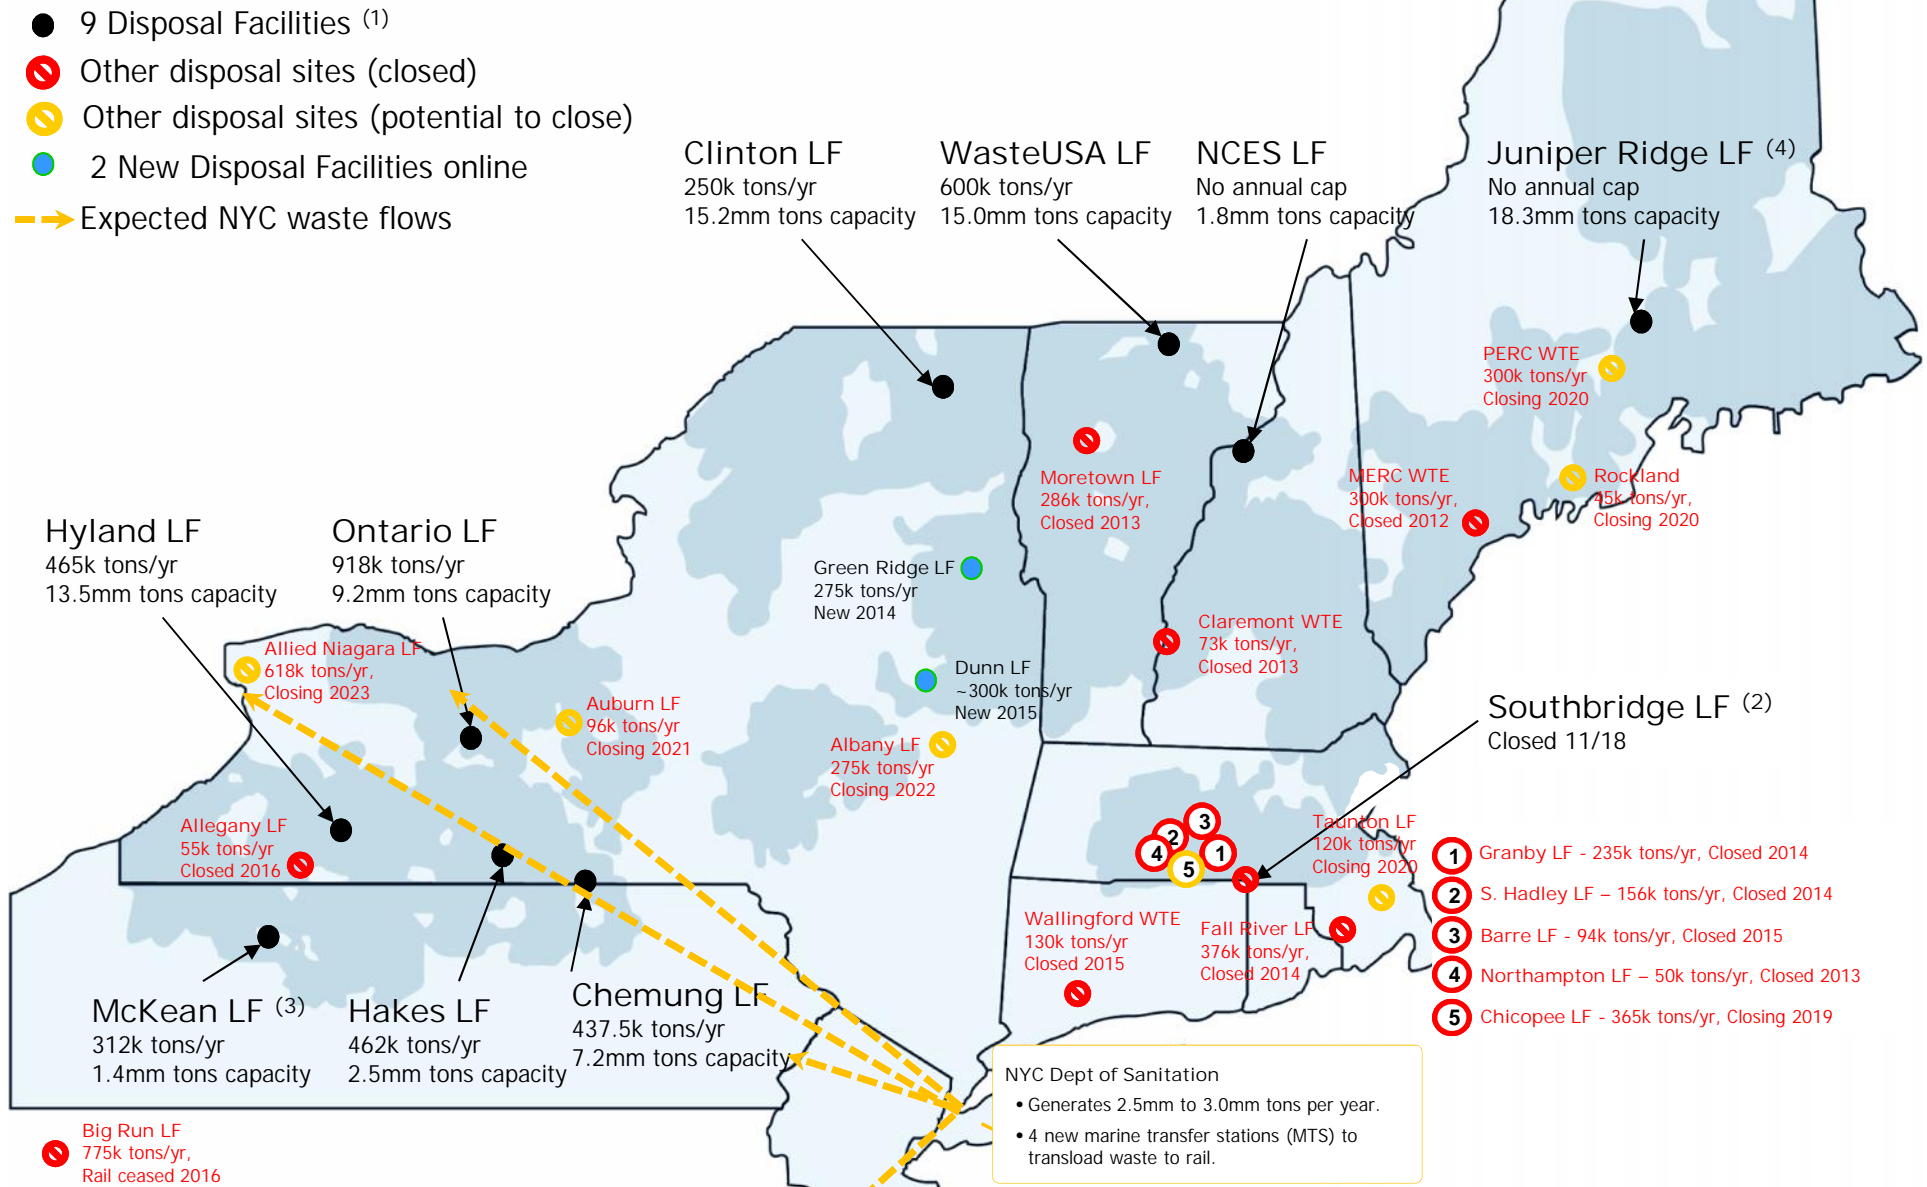 9 Disposal Facilities (1)
Other disposal sites (closed)
Other disposal sites (potential to close)
2 New Disposal Facilities online
Expected NYC waste flows
Clinton LF
250k tons/yr
15.2mm tons capacity
WasteUSA LF
600k tons/yr
15.0mm tons capacity
NCES LF
No annual cap
1.8mm tons capacity
Juniper Ridge LF (4)
No annual cap
18.3mm tons capacity
PERC WTE
300k tons/yr
Closing 2020
Moretown LF
286k tons/yr,
Closed 2013
MERC WTE
300k tons/yr,
Closed 2012
Rockland
45k tons/yr,
Closing 2020
Hyland LF
465k tons/yr
13.5mm tons capacity
Ontario LF
918k tons/yr
9.2mm tons capacity
Green Ridge LF
275k tons/yr
New 2014
Claremont WTE
73k tons/yr,
Closed 2013
Allied Niagara LF
618k tons/yr,
Closing 2023
Auburn LF
96k tons/yr
Closing 2021
Dunn LF
~300k tons/yr
New 2015
Albany LF
275k tons/yr
Closing 2022
Southbridge LF (2)
Closed 11/18
Allegany LF
55k tons/yr
Closed 2016
3
2
4
1
5
Taunton LF
120k tons/yr
Closing 2020
1 Granby LF - 235k tons/yr, Closed 2014
2 S. Hadley LF – 156k tons/yr, Closed 2014
3 Barre LF - 94k tons/yr, Closed 2015
4 Northampton LF – 50k tons/yr, Closed 2013
5 Chicopee LF - 365k tons/yr, Closing 2019
Wallingford WTE
130k tons/yr
Closed 2015
Fall River LF
376k tons/yr,
Closed 2014
McKean LF (3)
312k tons/yr
1.4mm tons capacity
Hakes LF
462k tons/yr
2.5mm tons capacity
Chemung LF
437.5k tons/yr
7.2mm tons capacity
NYC Dept of Sanitation
• Generates 2.5mm to 3.0mm tons per year.
• 4 new marine transfer stations (MTS) to
transload waste to rail.
Big Run LF
775k tons/yr,
Rail ceased 2016